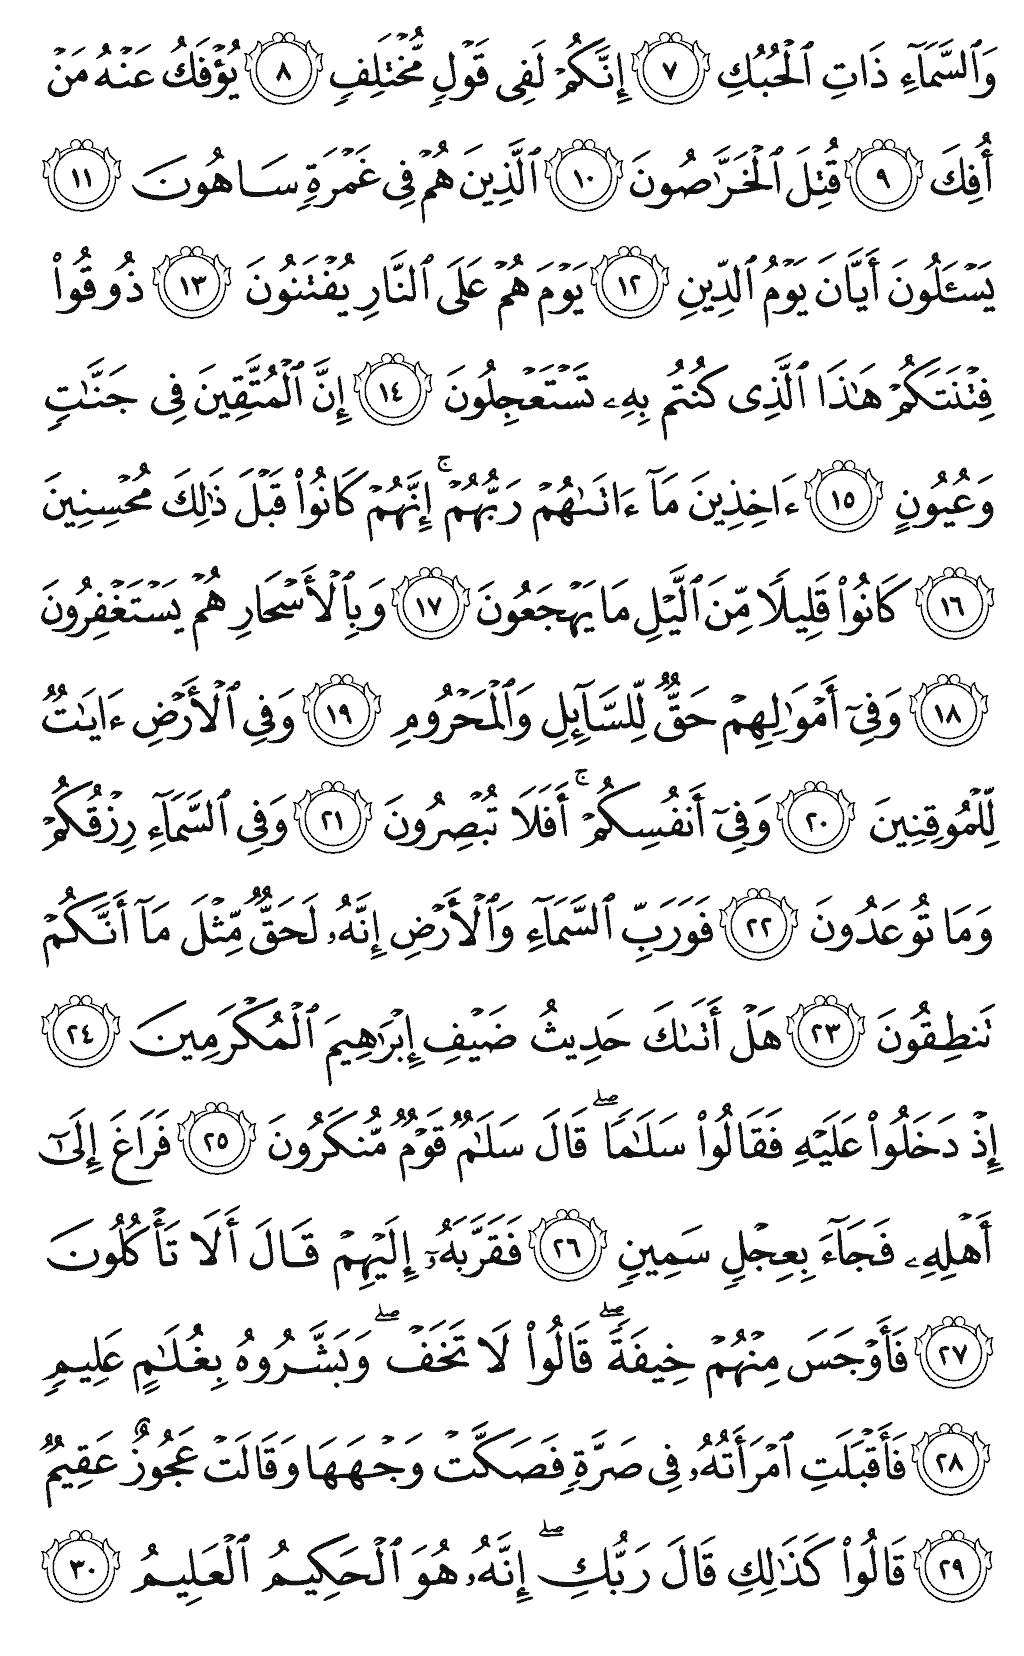 وَٱلسَّمَآءِ ذَاتِ ٱلْحُبُكِ ٧ إِنَّكُمْ لَفِى قَوْلٍ مُّخْتَلِفٍ ٨ يُؤْفَكُ عَنْهُ مَنْ
أُفِكَ ٩ قُتِلَ ٱلْخَرَّٰصُونَ ١٠ ٱلَّذِينَ هُمْ فِى غَمْرَةٍ سَاهُونَ ١١
يَسْـَٔلُونَ أَيَّانَ يَوْمُ ٱلدِّينِ ١٢ يَوْمَ هُمْ عَلَى ٱلنَّارِ يُفْتَنُونَ ١٣ ذُوقُوا۟
فِتْنَتَكُمْ هَٰذَا ٱلَّذِى كُنتُم بِهِۦ تَسْتَعْجِلُونَ ١٤ إِنَّ ٱلْمُتَّقِينَ فِى جَنَّٰتٍ
وَعُيُونٍ ١٥ ءَاخِذِينَ مَآ ءَاتَىٰهُمْ رَبُّهُمْ ۚ إِنَّهُمْ كَانُوا۟ قَبْلَ ذَٰلِكَ مُحْسِنِينَ
١٦ كَانُوا۟ قَلِيلًا مِّنَ ٱلَّيْلِ مَا يَهْجَعُونَ ١٧ وَبِٱلْأَسْحَارِ هُمْ يَسْتَغْفِرُونَ
١٨ وَفِىٓ أَمْوَٰلِهِمْ حَقٌّ لِّلسَّآئِلِ وَٱلْمَحْرُومِ ١٩ وَفِى ٱلْأَرْضِ ءَايَٰتٌ
لِّلْمُوقِنِينَ ٢٠ وَفِىٓ أَنفُسِكُمْ ۚ أَفَلَا تُبْصِرُونَ ٢١ وَفِى ٱلسَّمَآءِ رِزْقُكُمْ
وَمَا تُوعَدُونَ ٢٢ فَوَرَبِّ ٱلسَّمَآءِ وَٱلْأَرْضِ إِنَّهُۥ لَحَقٌّ مِّثْلَ مَآ أَنَّكُمْ
تَنطِقُونَ ٢٣ هَلْ أَتَىٰكَ حَدِيثُ ضَيْفِ إِبْرَٰهِيمَ ٱلْمُكْرَمِينَ ٢٤
إِذْ دَخَلُوا۟ عَلَيْهِ فَقَالُوا۟ سَلَٰمًا ۖ قَالَ سَلَٰمٌ قَوْمٌ مُّنكَرُونَ ٢٥ فَرَاغَ إِلَىٰٓ
أَهْلِهِۦ فَجَآءَ بِعِجْلٍ سَمِينٍ ٢٦ فَقَرَّبَهُۥٓ إِلَيْهِمْ قَالَ أَلَا تَأْكُلُونَ
٢٧ فَأَوْجَسَ مِنْهُمْ خِيفَةً ۖ قَالُوا۟ لَا تَخَفْ ۖ وَبَشَّرُوهُ بِغُلَٰمٍ عَلِيمٍ
٢٨ فَأَقْبَلَتِ ٱمْرَأَتُهُۥ فِى صَرَّةٍ فَصَكَّتْ وَجْهَهَا وَقَالَتْ عَجُوزٌ عَقِيمٌ
٢٩ قَالُوا۟ كَذَٰلِكِ قَالَ رَبُّكِ ۖ إِنَّهُۥ هُوَ ٱلْحَكِيمُ ٱلْعَلِيمُ ٣٠